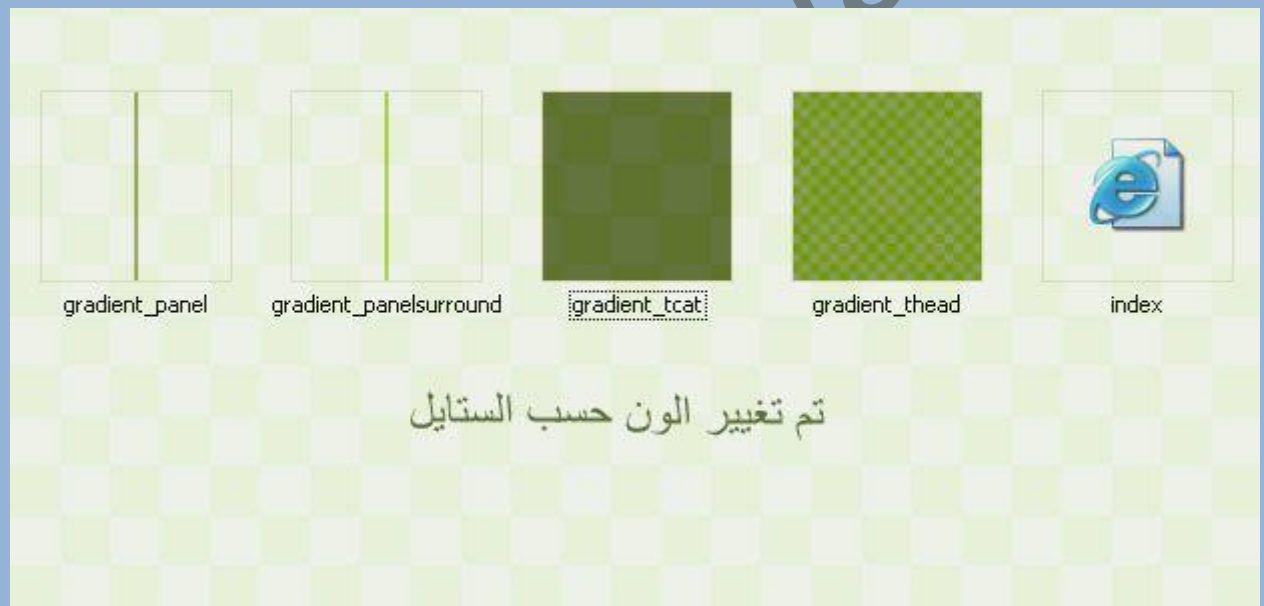 gradient_panel gradient_panelsurround gradient_tcat gradient_thead index
تم تغيير الون حسب الستايل